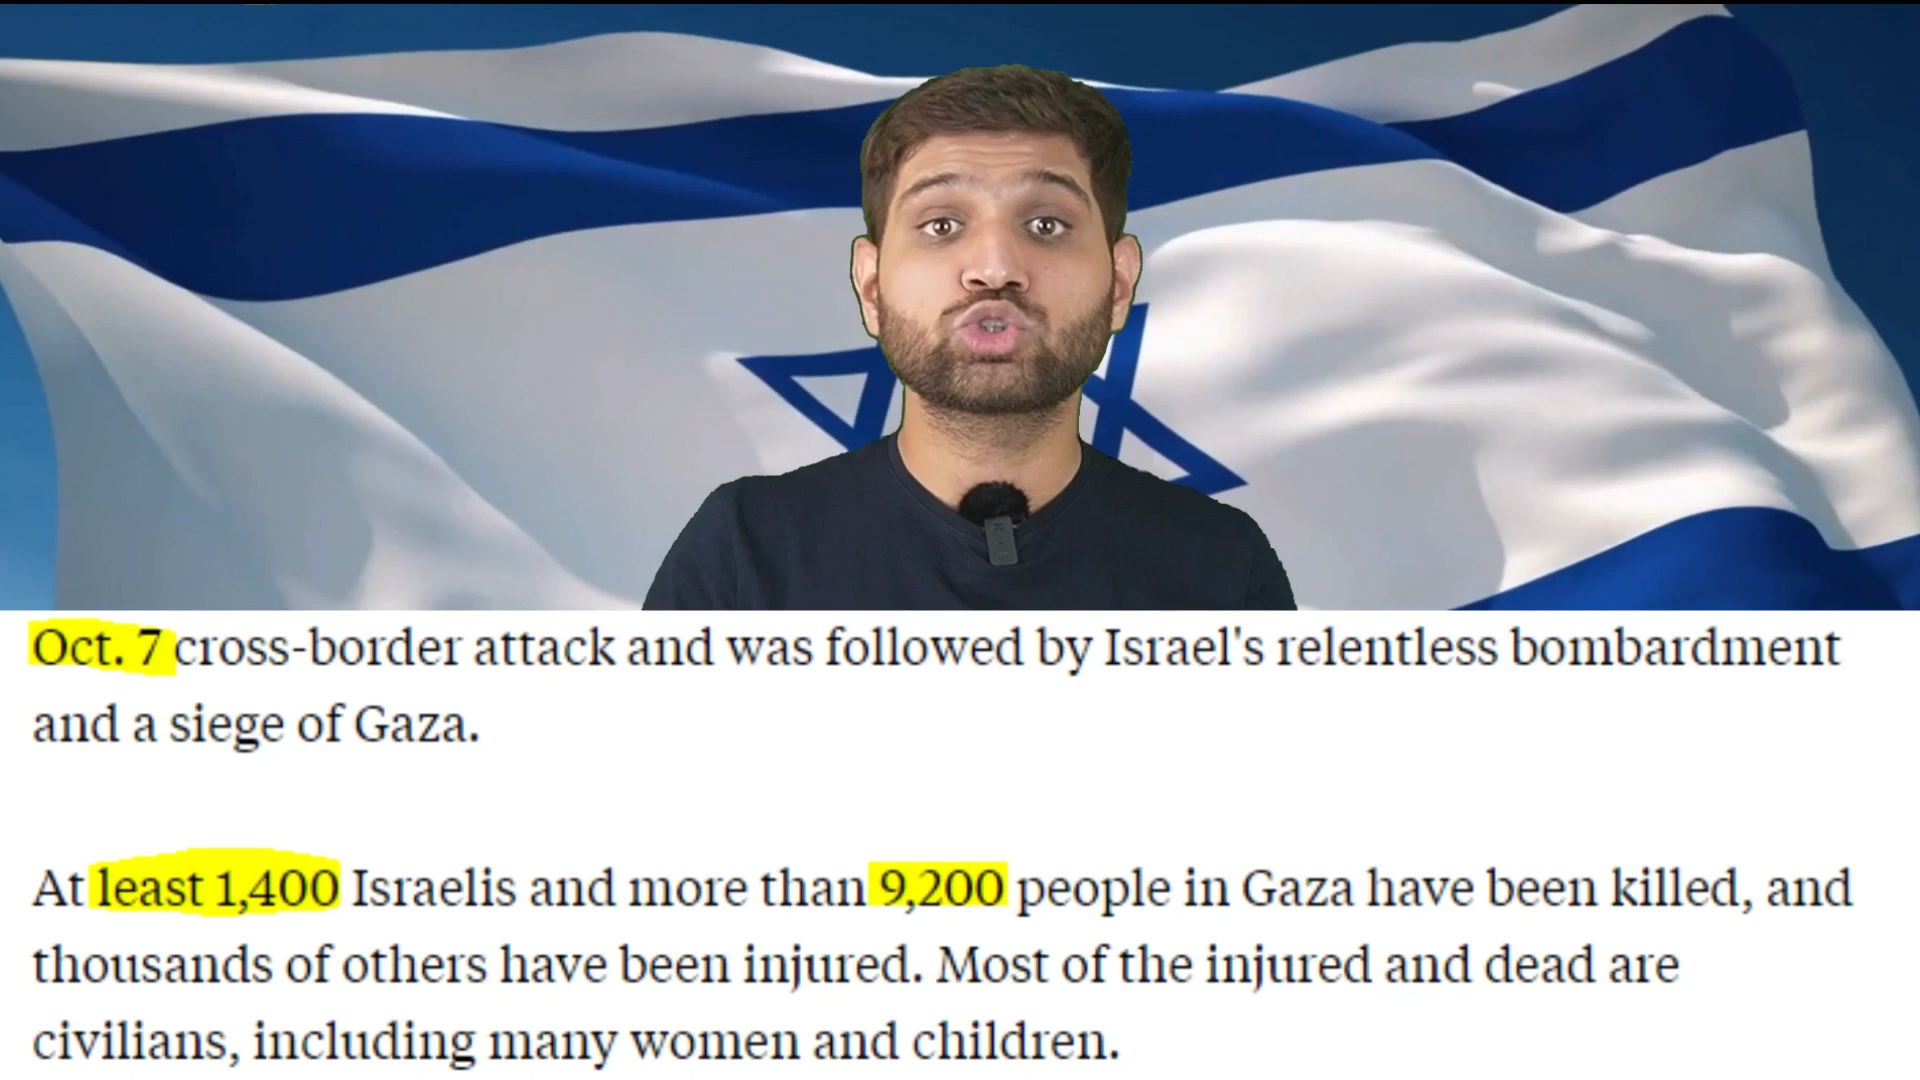 Oct. 7 cross-border attack and was followed by Israel's relentless bombardment
and a siege of Gaza.
At least 1,400 Israelis and more than 9,200 people in Gaza have been killed, and
thousands of others have been injured. Most of the injured and dead are
civilians, including many women and children.